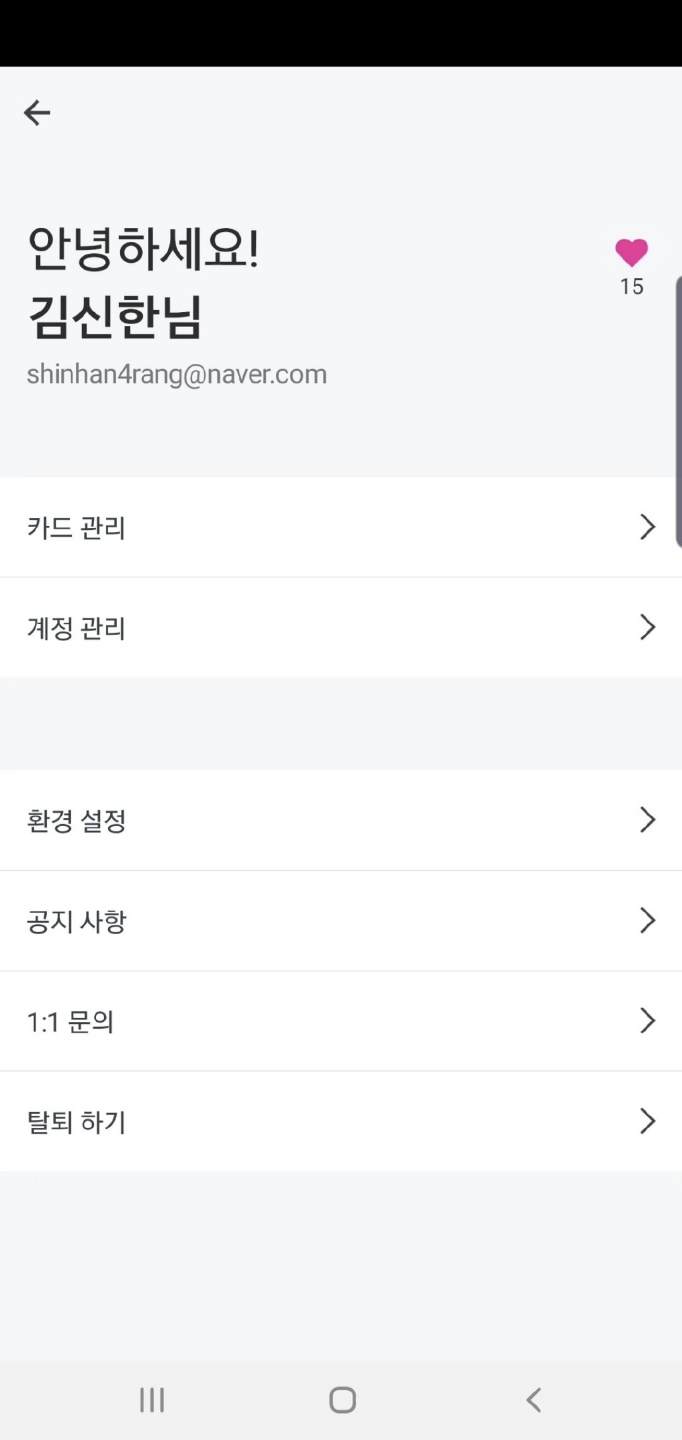 안녕하세요!
김신한님
15
shinhan4rang@naver.com
카드 관리
계정 관리
환경 설정
공지 사항
1:1 문의
탈퇴 하기